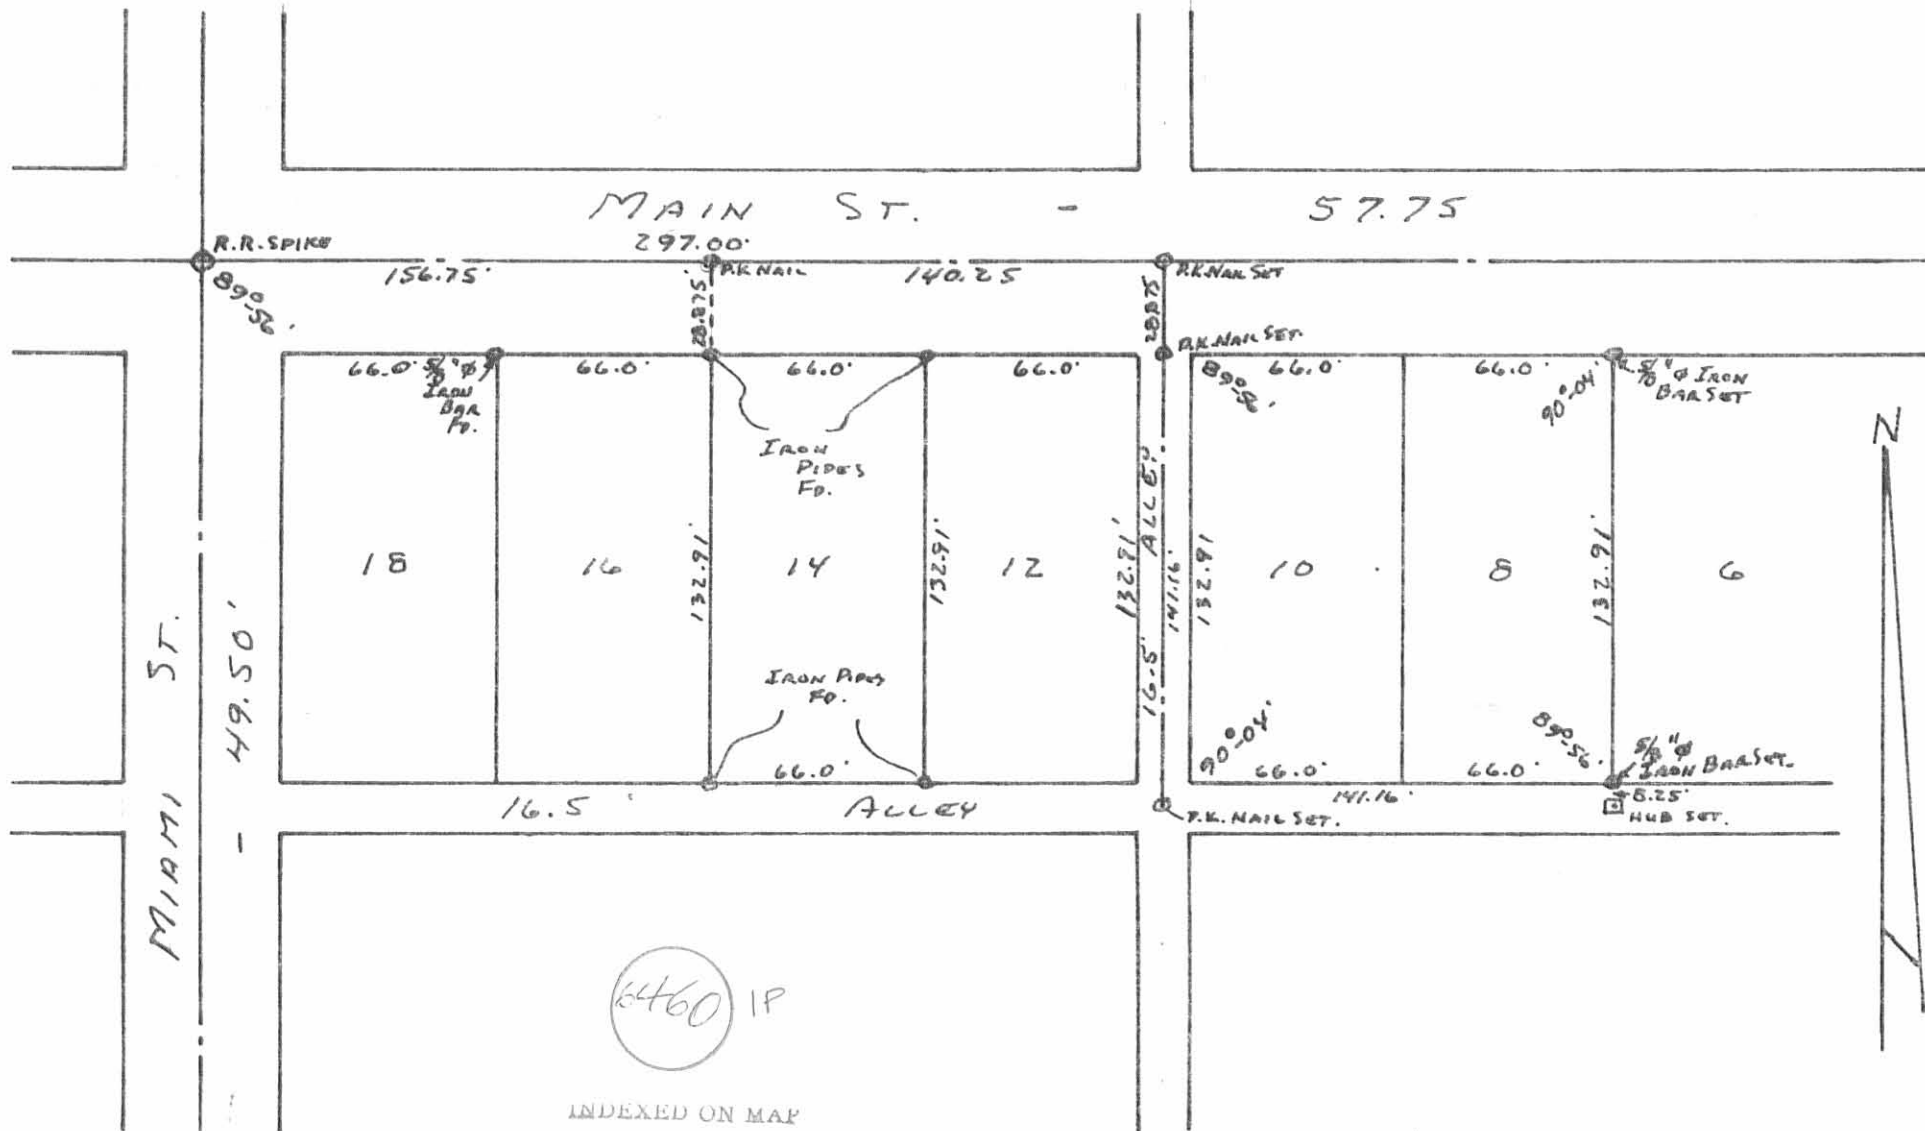 MAIN ST. - 57.75
R.R. SPIKE
297.00'
156.75'
P.K. NAIL
140.25
P.K. NAIL SET
89°-56'
28.875'
28.875
P.K. NAIL SET.
66.0'
5/8" ø
IRON
BAR
FD.
66.0'
66.0'
66.0'
89°-56'
66.0'
66.0'
90°-04'
5/8" ø IRON
BAR SET
N
IRON
PIPES
FD.
ALLEY
18
16
132.91'
14
132.91'
12
132.91'
141.16'
132.91
10
8
132.91'
6
MIAMI ST. - 49.50'
IRON PIPES
FD.
16.5'
90°-04'
89°-56'
5/8" ø
IRON BAR SET.
66.0'
66.0'
66.0'
16.5' ALLEY
141.16'
8.25'
P.K. NAIL SET.
HUB SET.
6460 1P
INDEXED ON MAP